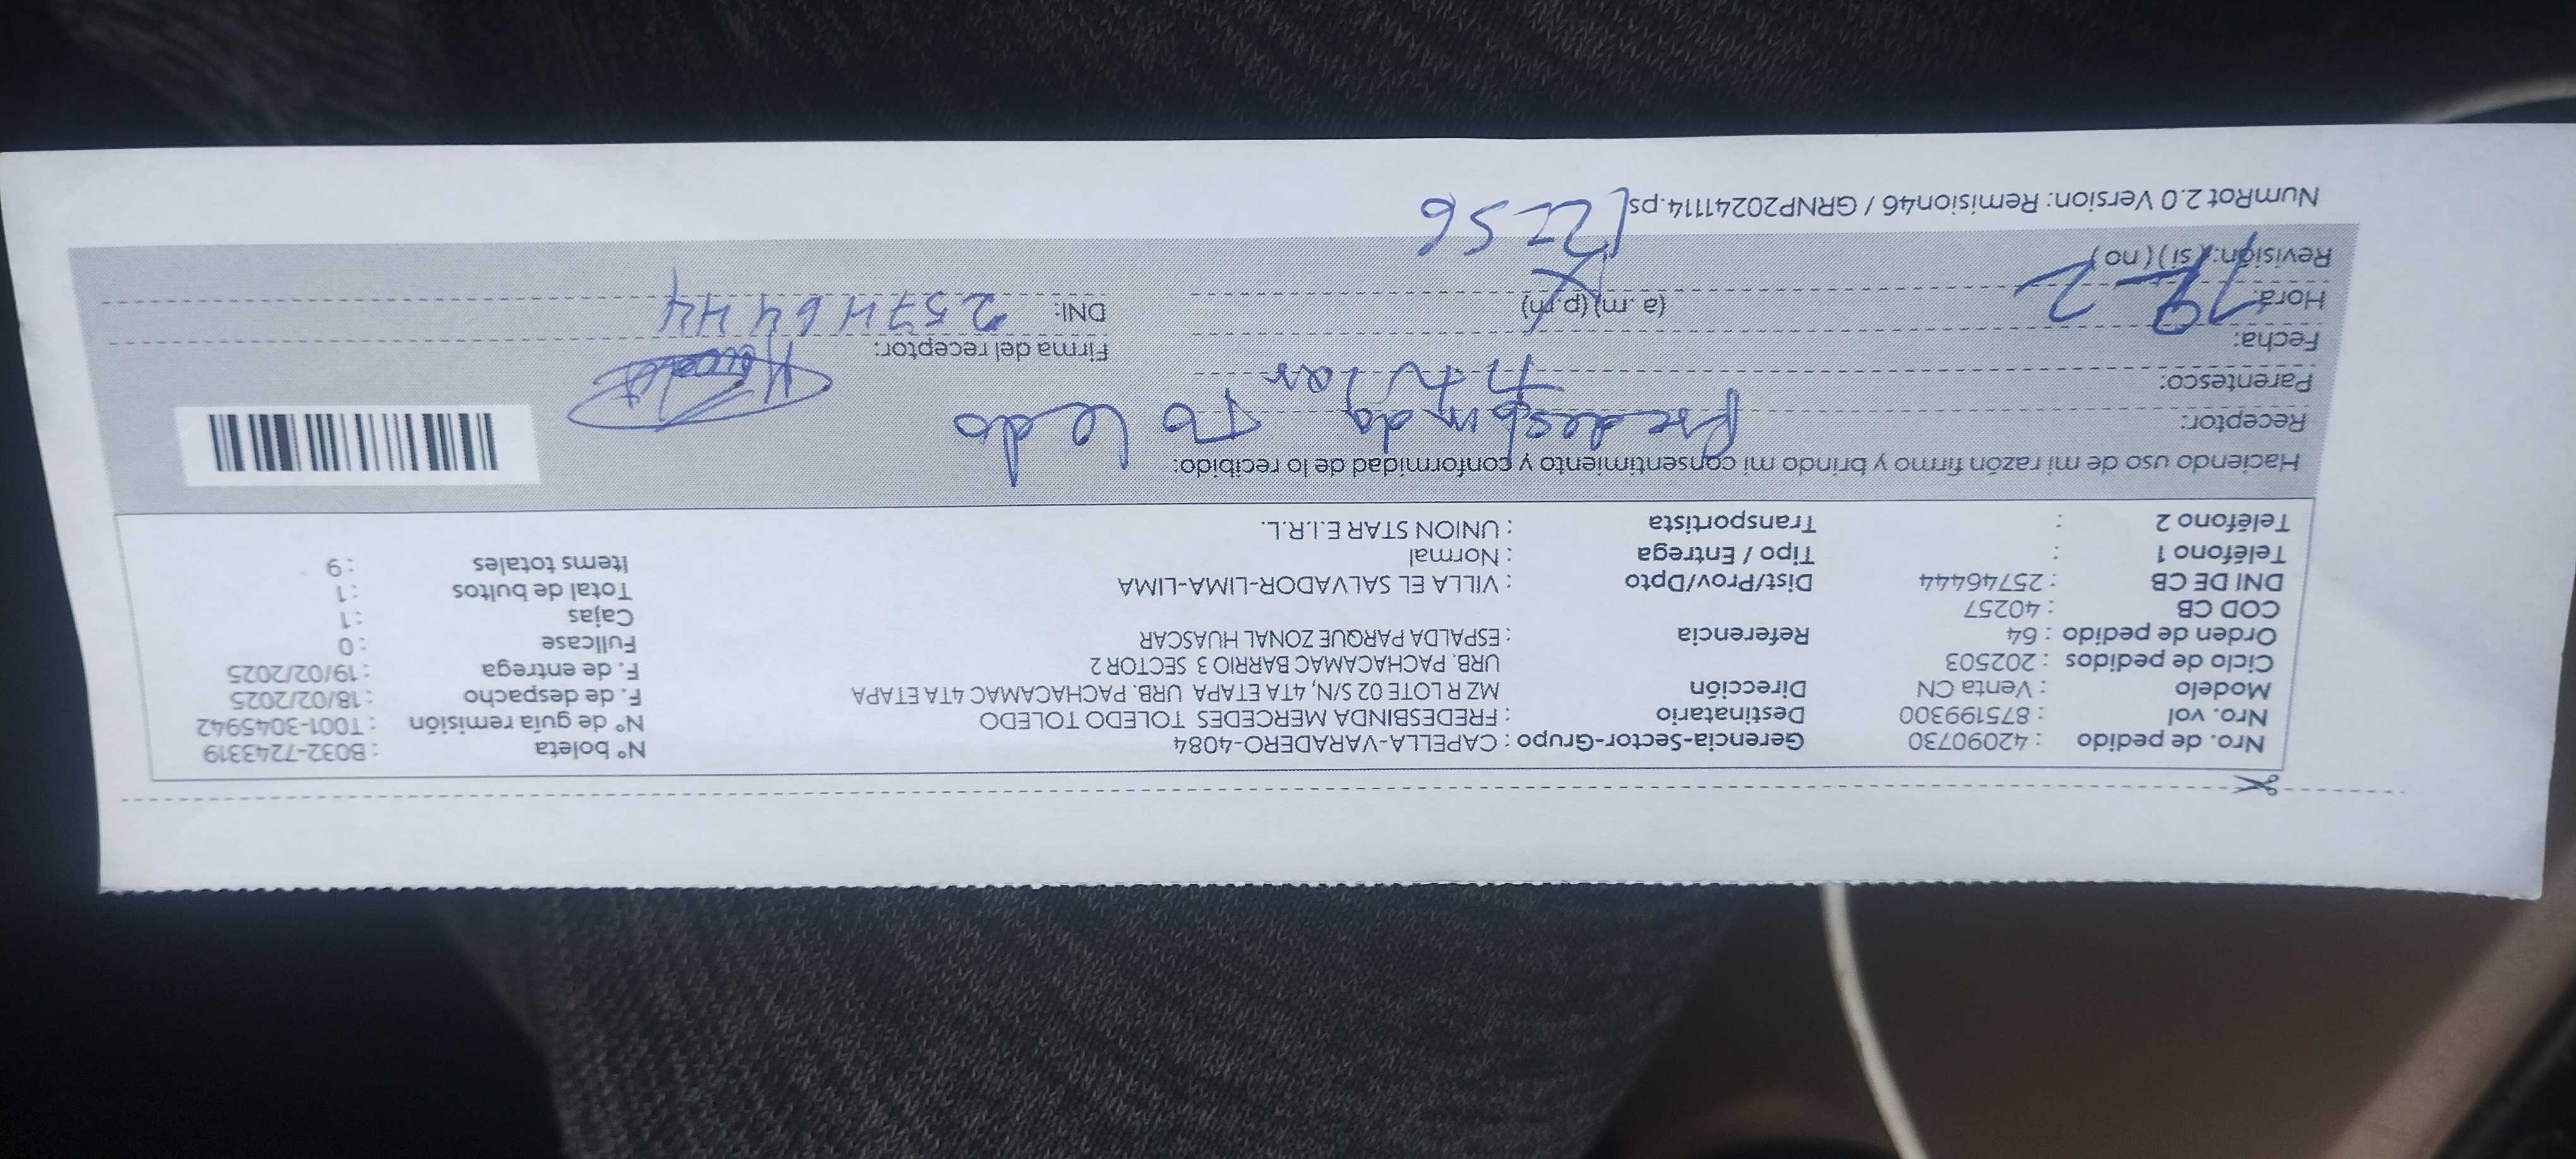 Nro. de pedido : 42090730 Gerencia-Sector-Grupo : CAPELLA-VARADERO-4084 N° boleta : B032-7243319
Nro. vol : 875199300 Destinatario : FREDESBINDA MERCEDES TOLEDO TOLEDO N° de guía remisión : T001-3045942
Modelo : Venta CN Dirección MZ R LOTE 02 S/N, 4TA ETAPA URB. PACHACAMAC 4TA ETAPA F. de despacho : 18/02/2025
Ciclo de pedidos : 202503 URB. PACHACAMAC BARRIO 3 SECTOR 2 F. de entrega : 19/02/2025
Orden de pedido : 64 Referencia : ESPALDA PARQUE ZONAL HUASCAR Fullcase : 0
COD CB : 40257 Cajas : 1
DNI DE CB : 25746444 Dist/Prov/Dpto : VILLA EL SALVADOR-LIMA-LIMA Total de bultos : 1
Teléfono 1 : Tipo / Entrega : Normal Items totales : 9
Teléfono 2 : Transportista : UNION STAR E.I.R.L.
Haciendo uso de mi razón firmo y brindo mi consentimiento y conformidad de lo recibido:
Receptor: Fredesbinda Toledo
Parentesco: titular
Fecha: 19-2 Firma del receptor:
Hora: (a.m) (p.m) DNI: 25746444
Revisión: (si) (no) 12:56
NumRot 2.0 Version: Remision46 / GRNP20241114.ps